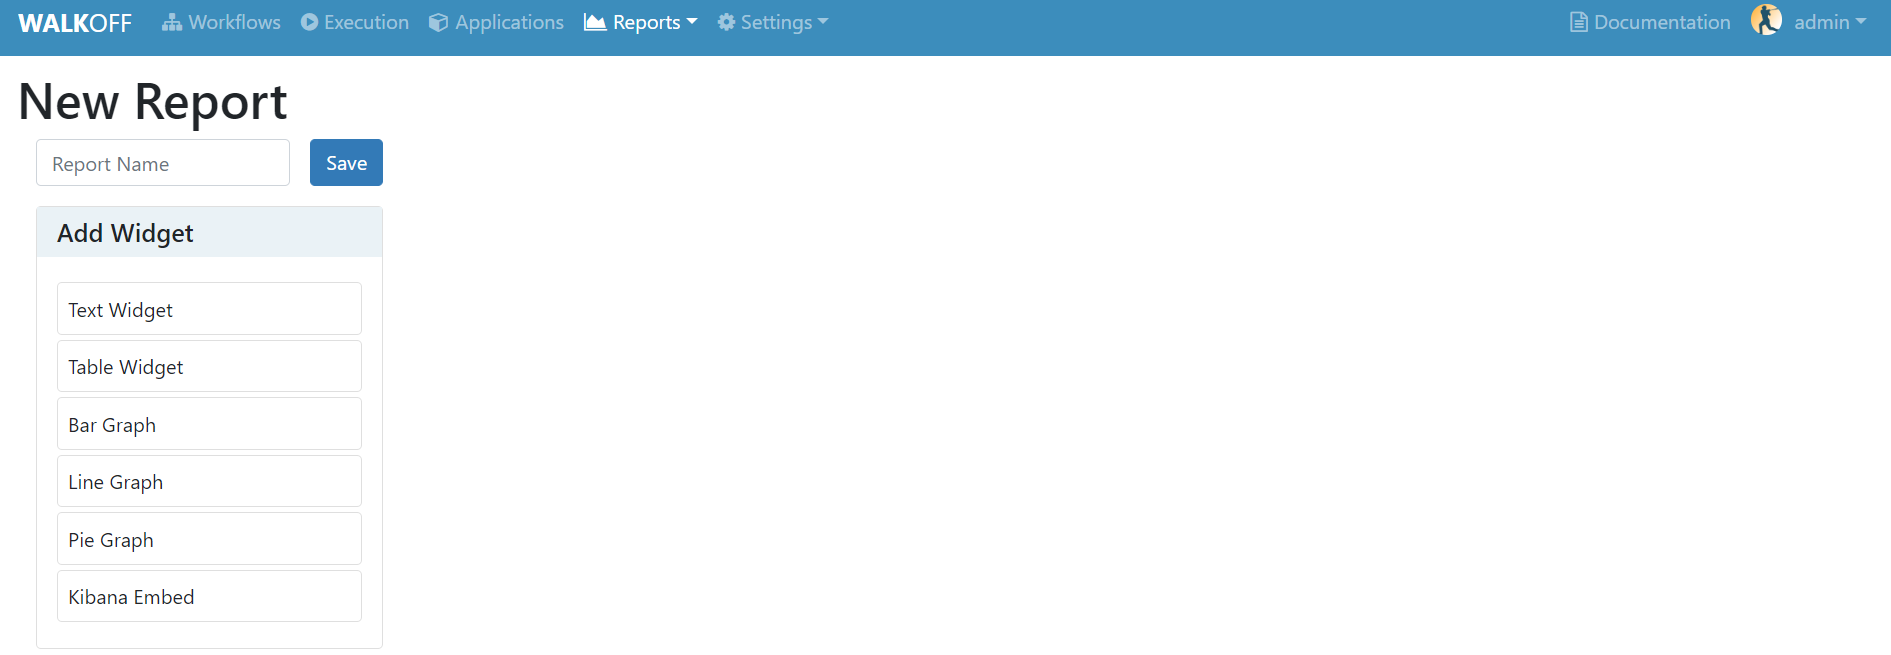 WALKOFF Workflows Execution Applications Reports Settings Documentation admin
New Report
Report Name Save
Add Widget
Text Widget
Table Widget
Bar Graph
Line Graph
Pie Graph
Kibana Embed